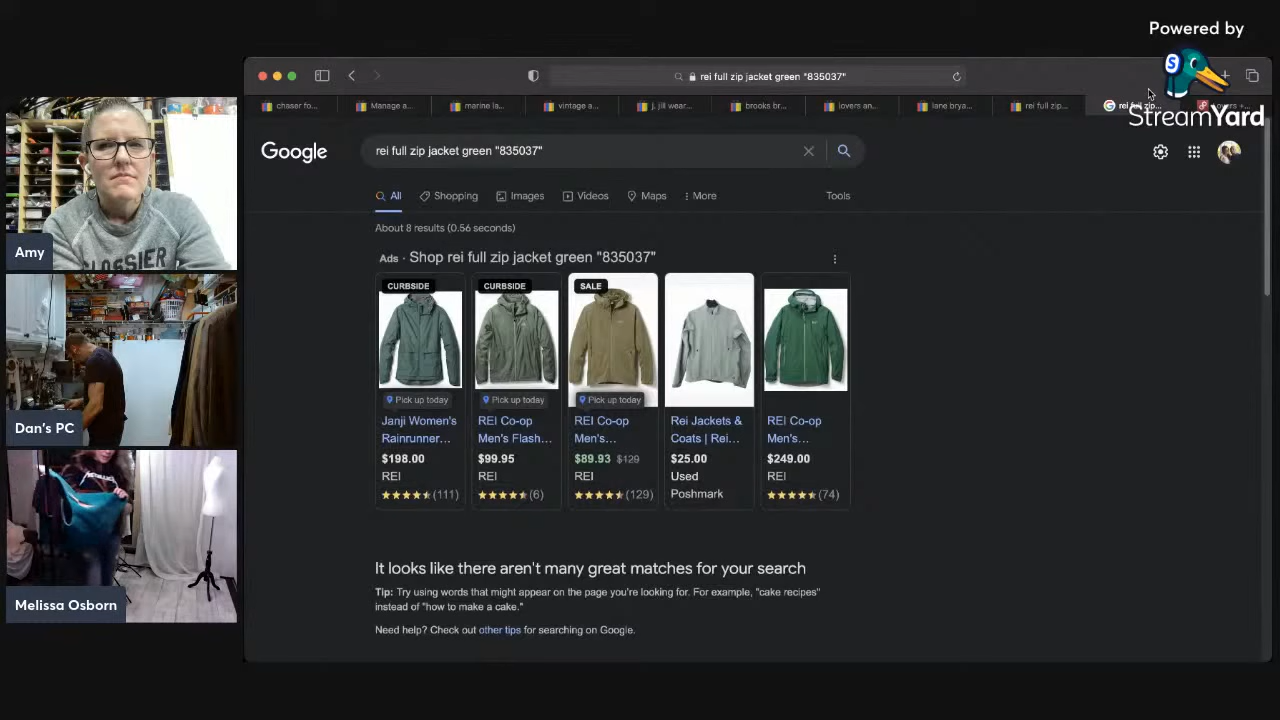 Powered by
StreamYard
S
rei full zip jacket green "835037"
chaser fo...
Manage a...
marine la...
vintage a...
j. jill wear...
brooks br...
lovers an...
lane brya...
rei full zip...
rei full zip...
Google
rei full zip jacket green "835037"
All
Shopping
Images
Videos
Maps
More
Tools
About 8 results (0.56 seconds)
Ads · Shop rei full zip jacket green "835037"
CURBSIDE
CURBSIDE
SALE
Pick up today
Pick up today
Pick up today
Janji Women's
Rainrunner...
$198.00
REI
(111)
REI Co-op
Men's Flash...
$99.95
REI
(6)
REI Co-op
Men's...
$89.93 $129
REI
(129)
Rei Jackets &
Coats | Rei...
$25.00
Used
Poshmark
REI Co-op
Men's...
$249.00
REI
(74)
It looks like there aren't many great matches for your search
Tip: Try using words that might appear on the page you're looking for. For example, "cake recipes"
instead of "how to make a cake."
Need help? Check out other tips for searching on Google.
Amy
Dan's PC
Melissa Osborn